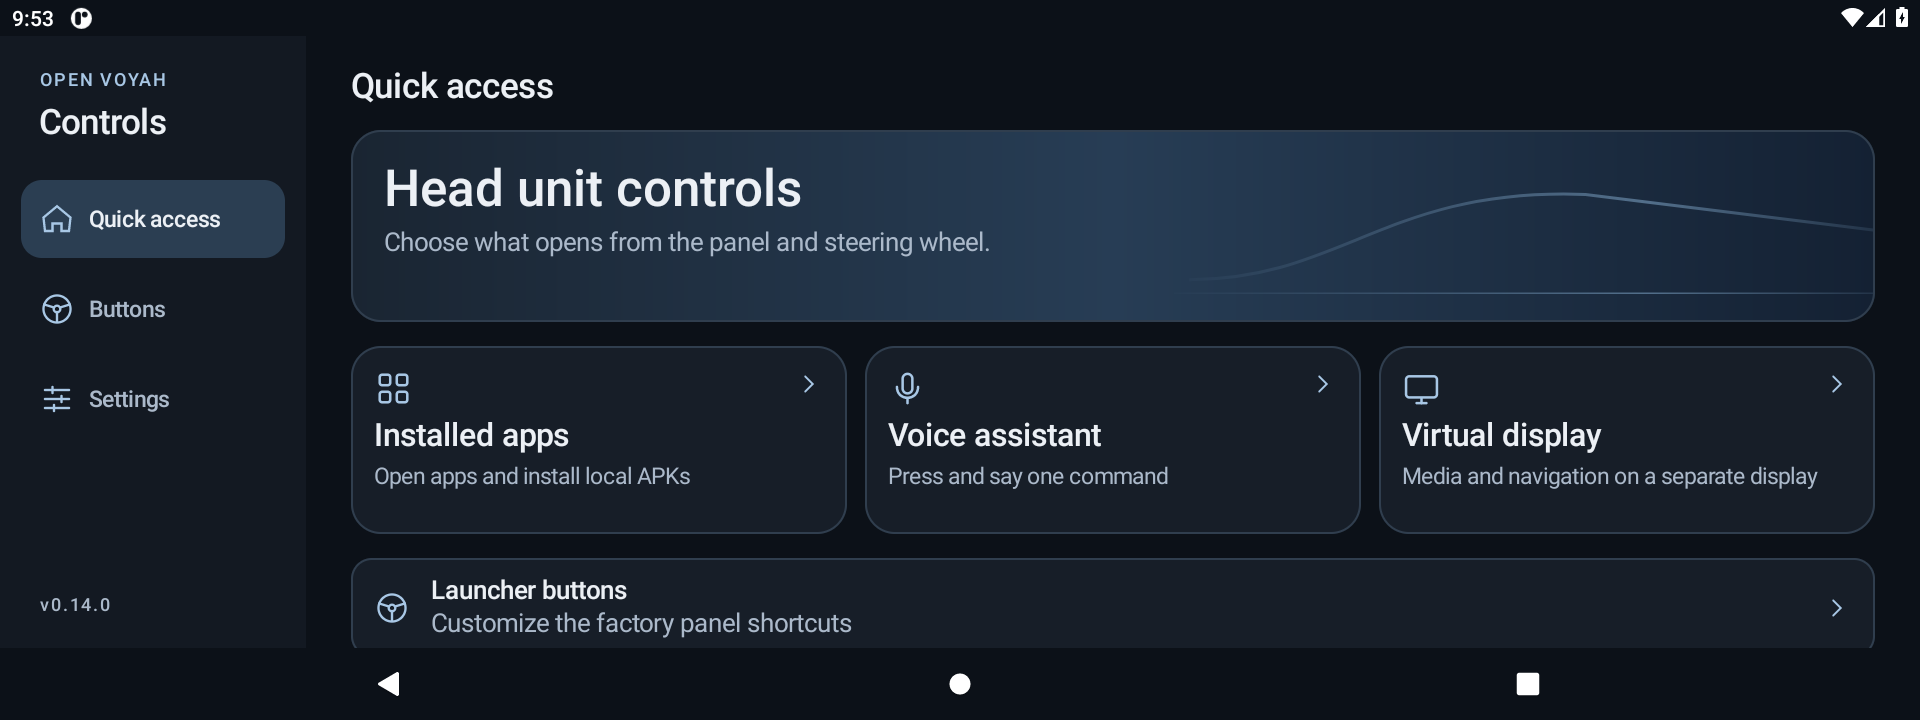 9:53
OPEN VOYAH
Controls
Quick access
Buttons
Settings
v0.14.0
Quick access
Head unit controls
Choose what opens from the panel and steering wheel.
Installed apps
Open apps and install local APKs
Voice assistant
Press and say one command
Virtual display
Media and navigation on a separate display
Launcher buttons
Customize the factory panel shortcuts